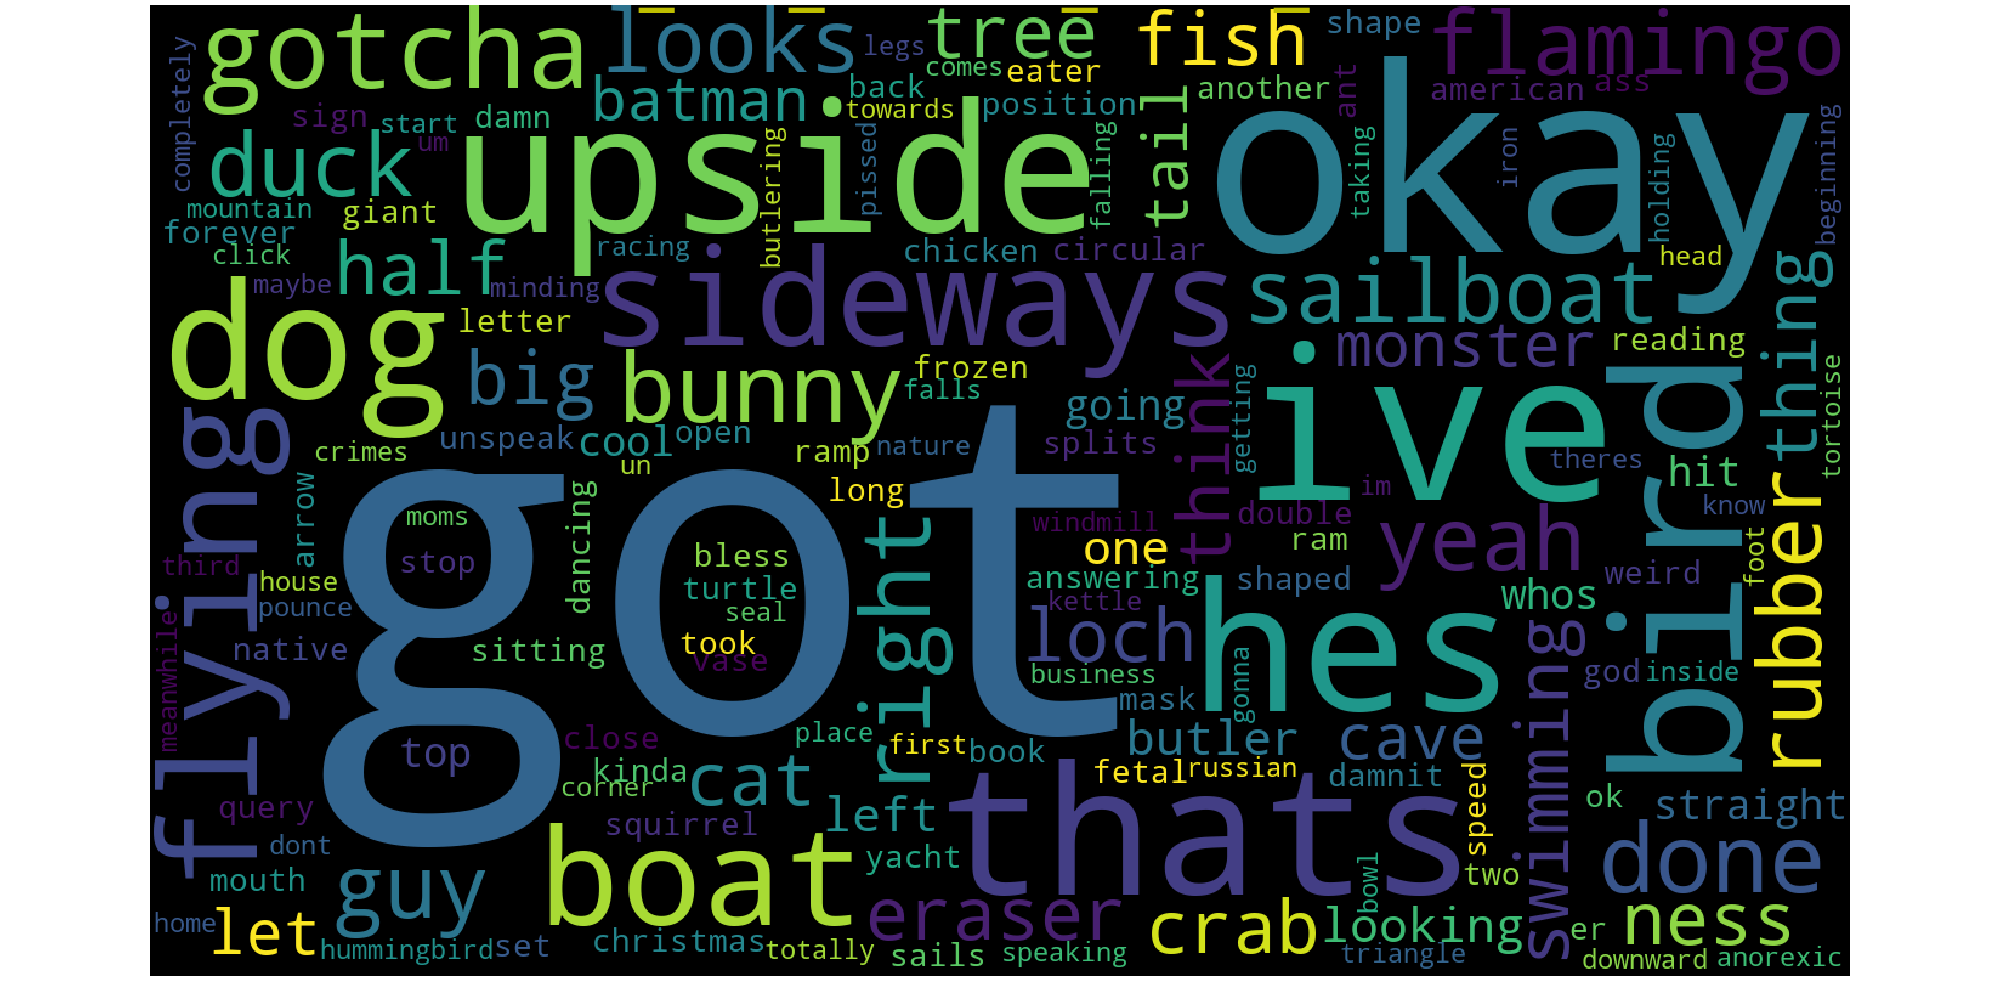 gotcha
looks
legs
tree
fish
shape
flamingo
completely
comes
eater
back
another
ant
american
ass
batman
towards
position
sign
start
damn
um
upside
okay
duck
butlering
pissed
falling
tail
taking
iron
holding
beginning
mountain
giant
forever
click
half
racing
chicken
circular
head
maybe
minding
sideways
sailboat
thing
dog
letter
monster
reading
big
bunny
frozen
falls
think
ive
bird
tortoise
flying
going
getting
crimes
unspeak
cool
open
ramp
nature
splits
theres
un
hit
rubber
arrow
long
im
know
moms
got
dancing
right
windmill
double
yeah
stop
bless
one
ram
foot
third
house
turtle
answering
shaped
weird
pounce
seal
kettle
whos
hes
meanwhile
native
sitting
took
vase
loch
swimming
god
inside
business
gonna
mask
top
close
place
first
book
butler
cave
kinda
corner
cat
fetal
russian
damnit
speed
query
squirrel
left
thats
ok
straight
dont
boat
yacht
done
mouth
guy
bowl
two
home
let
eraser
crab
looking
er
ness
hummingbird
set
christmas
totally
sails
speaking
triangle
downward
anorexic